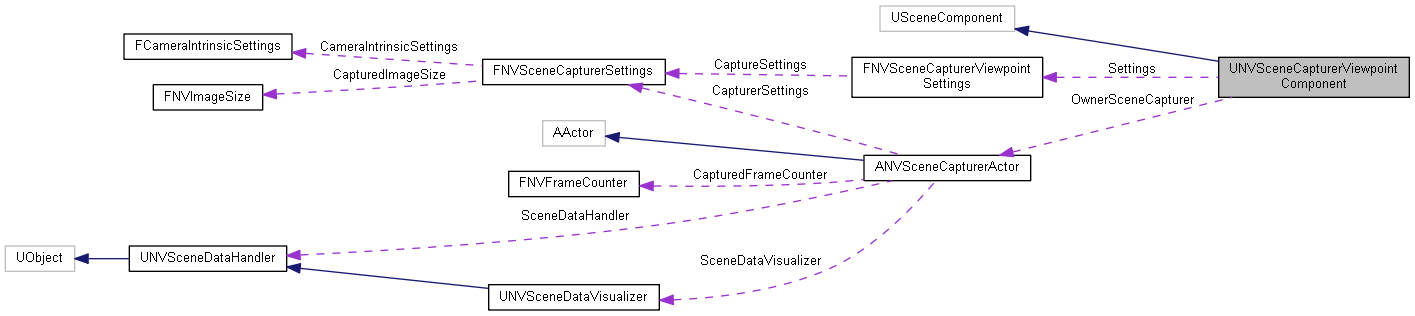 USceneComponent
FCameraIntrinsicSettings
CameraIntrinsicSettings
CapturedImageSize
FNVImageSize
FNVSceneCapturerSettings
CaptureSettings
CapturerSettings
FNVSceneCapturerViewpoint
Settings
Settings
OwnerSceneCapturer
UNVSceneCapturerViewpoint
Component
AActor
ANVSceneCapturerActor
FNVFrameCounter
CapturedFrameCounter
SceneDataHandler
UObject
UNVSceneDataHandler
SceneDataVisualizer
UNVSceneDataVisualizer